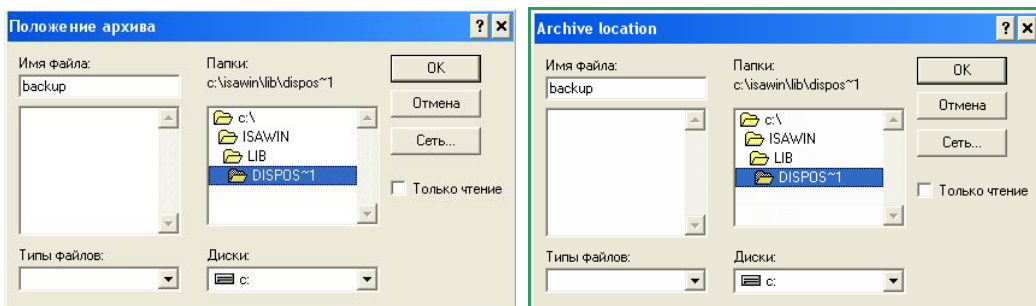 Положение архива
Имя файла:
backup
Папки:
c:\isawin\lib\dispos~1
c:\
ISAWIN
LIB
DISPOS~1
OK
Отмена
Сеть...
Только чтение
Типы файлов:
Диски:
c:
Archive location
Имя файла:
backup
Папки:
c:\isawin\lib\dispos~1
c:\
ISAWIN
LIB
DISPOS~1
OK
Отмена
Сеть...
Только чтение
Типы файлов:
Диски:
c: